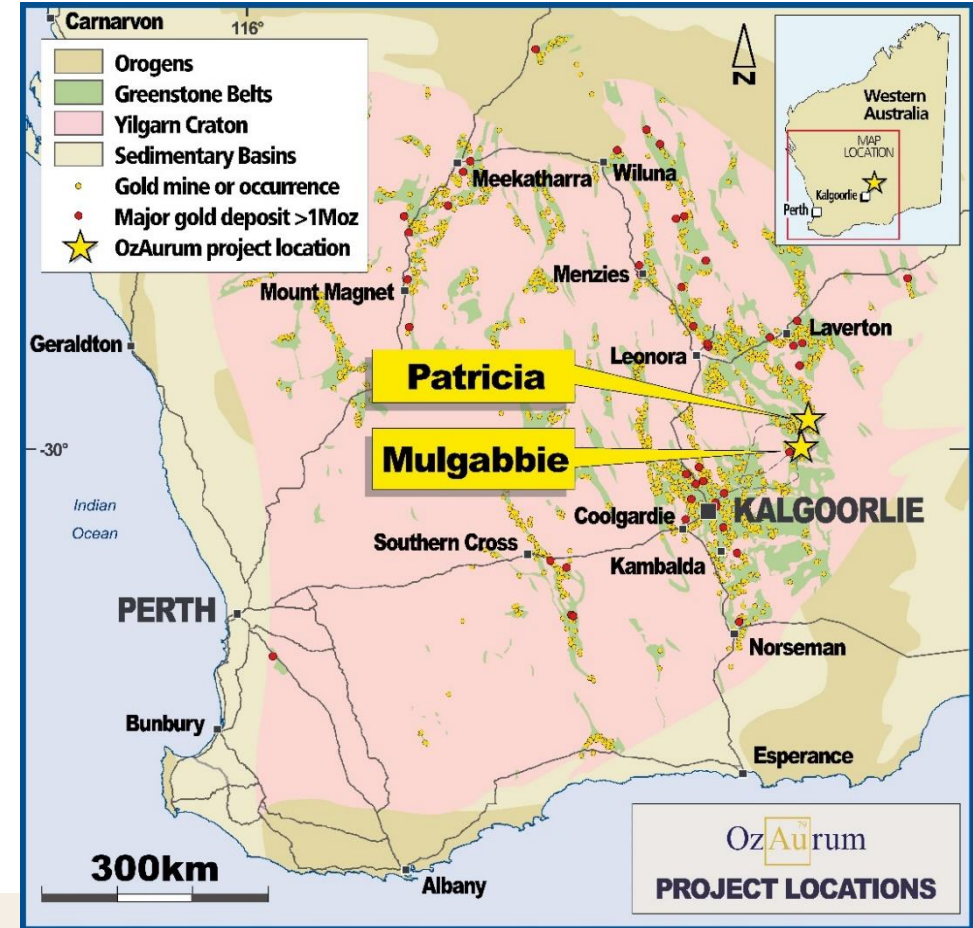 Carnarvon
116°
Orogens
Greenstone Belts
Yilgarn Craton
Sedimentary Basins
Gold mine or occurrence
Major gold deposit >1Moz
OzAurum project location
N
Western
Australia
MAP
LOCATION
Kalgoorlie
Perth
Meekatharra
Wiluna
Mount Magnet
Menzies
Geraldton
Leonora
Laverton
Patricia
-30°
Mulgabbie
Indian
Ocean
Coolgardie
KALGOORLIE
Southern Cross
Kambalda
PERTH
Norseman
Bunbury
Esperance
300km
Albany
79
OzAurum
PROJECT LOCATIONS